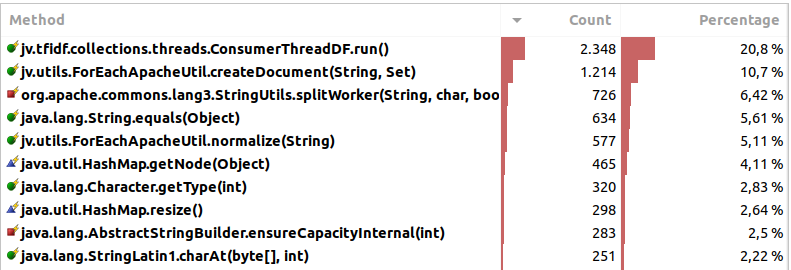 Method Count Percentage
jv.tfidf.collections.threads.ConsumerThreadDF.run() 2.348 20,8 %
jv.utils.ForEachApacheUtil.createDocument(String, Set) 1.214 10,7 %
org.apache.commons.lang3.StringUtils.splitWorker(String, char, boo 726 6,42 %
java.lang.String.equals(Object) 634 5,61 %
jv.utils.ForEachApacheUtil.normalize(String) 577 5,11 %
java.util.HashMap.getNode(Object) 465 4,11 %
java.lang.Character.getType(int) 320 2,83 %
java.util.HashMap.resize() 298 2,64 %
java.lang.AbstractStringBuilder.ensureCapacityInternal(int) 283 2,5 %
java.lang.StringLatin1.charAt(byte[], int) 251 2,22 %